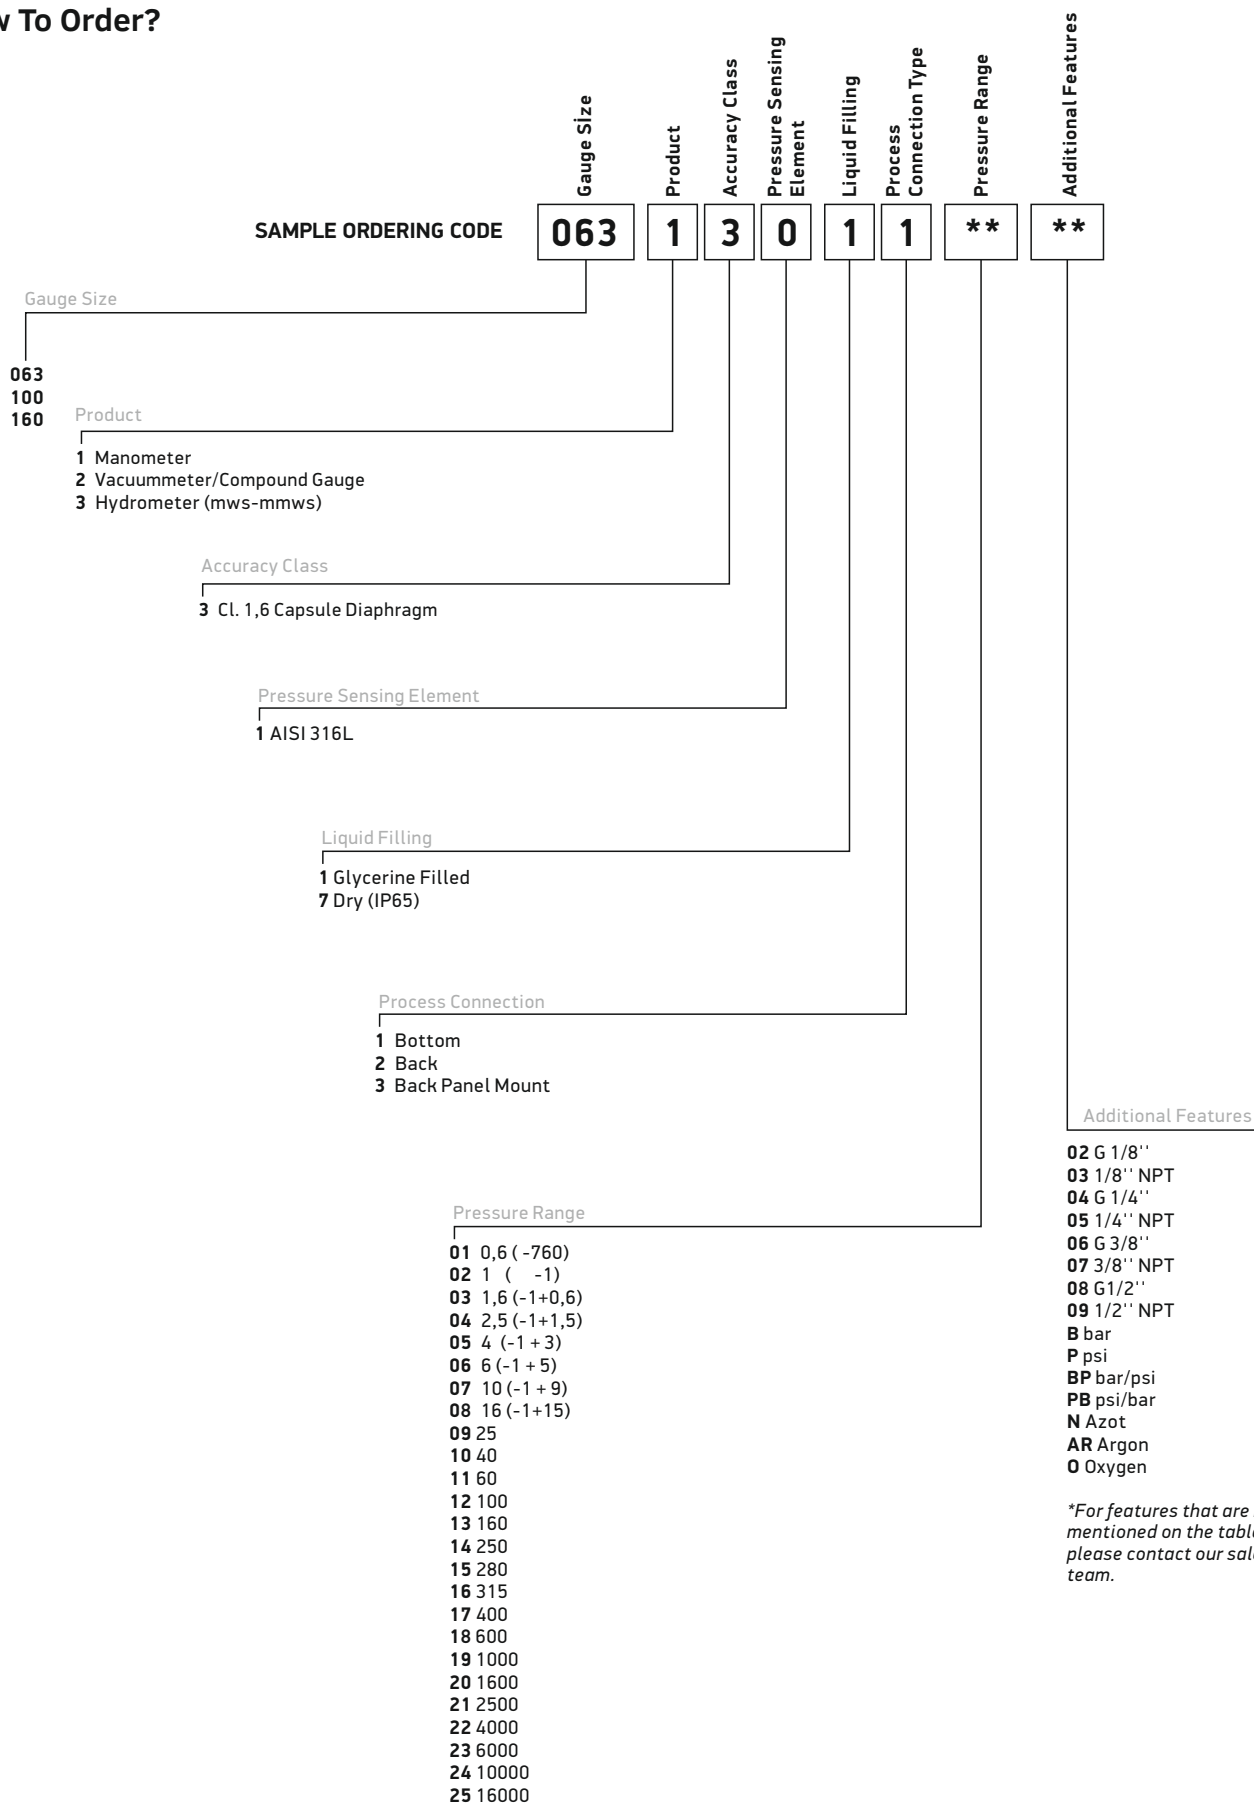 To Order?
Gauge Sİze
Product
Accuracy Class
Pressure Sensing
Element
Liquid Filling
Process
Connection Type
Pressure Range
Additional Features
SAMPLE ORDERING CODE 063 1 3 0 1 1 ** **
Gauge Size
063
100
160
Product
1 Manometer
2 Vacuummeter/Compound Gauge
3 Hydrometer (mws-mmws)
Accuracy Class
3 Cl. 1,6 Capsule Diaphragm
Pressure Sensing Element
1 AISI 316L
Liquid Filling
1 Glycerine Filled
7 Dry (IP65)
Process Connection
1 Bottom
2 Back
3 Back Panel Mount
Pressure Range
01 0,6 ( -760)
02 1 ( -1)
03 1,6 (-1+0,6)
04 2,5 (-1+1,5)
05 4 (-1 + 3)
06 6 (-1 + 5)
07 10 (-1 + 9)
08 16 (-1+15)
09 25
10 40
11 60
12 100
13 160
14 250
15 280
16 315
17 400
18 600
19 1000
20 1600
21 2500
22 4000
23 6000
24 10000
25 16000
Additional Features
02 G 1/8''
03 1/8'' NPT
04 G 1/4''
05 1/4'' NPT
06 G 3/8''
07 3/8'' NPT
08 G1/2''
09 1/2'' NPT
B bar
P psi
BP bar/psi
PB psi/bar
N Azot
AR Argon
O Oxygen
*For features that are
mentioned on the
please contact our
team.